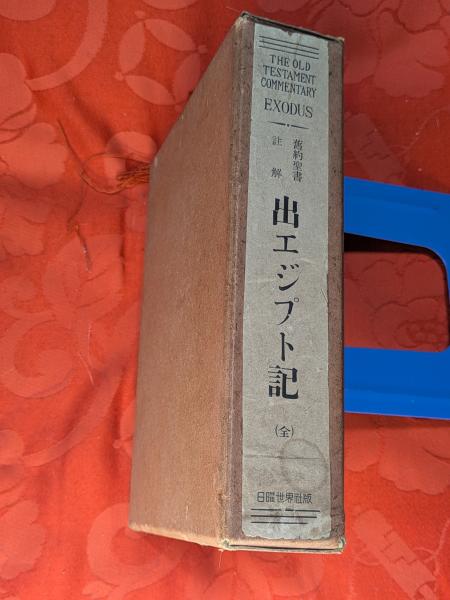 THE OLD
TESTAMENT
COMMENTARY
EXODUS
舊約聖書
註解
出エジプト記
(全)
日曜世界社版